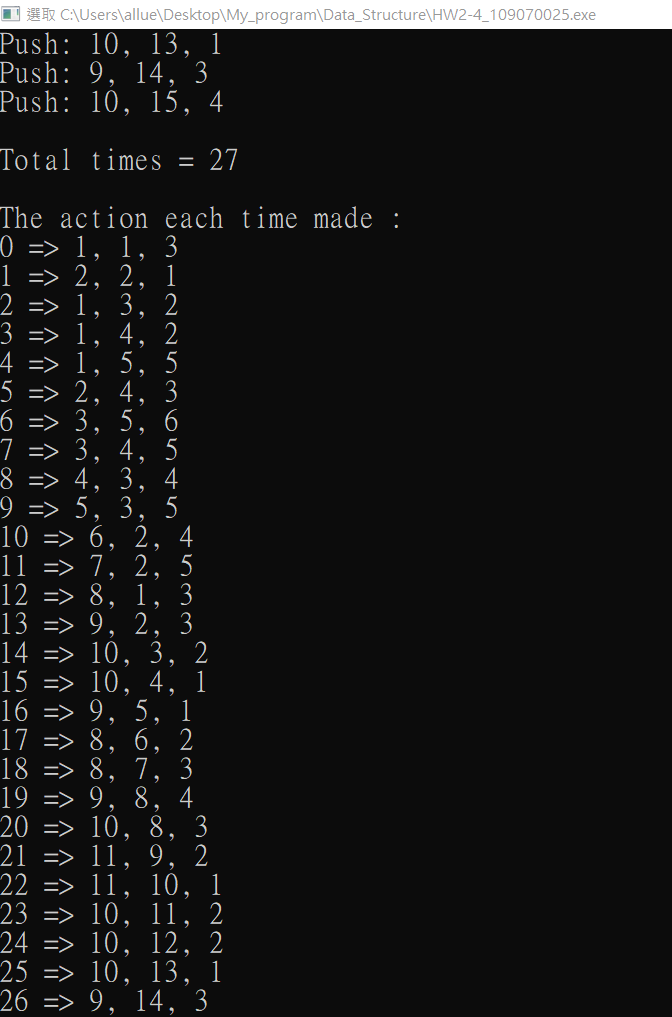 選取 C:\Users\allue\Desktop\My_program\Data_Structure\HW2-4_109070025.exe
Push: 10, 13, 1
Push: 9, 14, 3
Push: 10, 15, 4
Total times = 27
The action each time made :
0 => 1, 1, 3
1 => 2, 2, 1
2 => 1, 3, 2
3 => 1, 4, 2
4 => 1, 5, 5
5 => 2, 4, 3
6 => 3, 5, 6
7 => 3, 4, 5
8 => 4, 3, 4
9 => 5, 3, 5
10 => 6, 2, 4
11 => 7, 2, 5
12 => 8, 1, 3
13 => 9, 2, 3
14 => 10, 3, 2
15 => 10, 4, 1
16 => 9, 5, 1
17 => 8, 6, 2
18 => 8, 7, 3
19 => 9, 8, 4
20 => 10, 8, 3
21 => 11, 9, 2
22 => 11, 10, 1
23 => 10, 11, 2
24 => 10, 12, 2
25 => 10, 13, 1
26 => 9, 14, 3